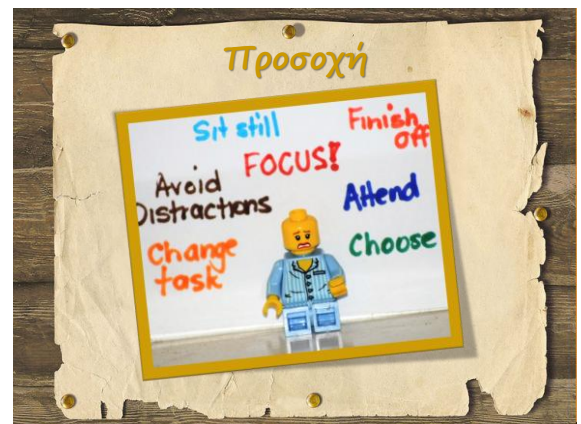 Προσοχή
Sit still
Finish
off
FOCUS!
Avoid
Distractions
Attend
Change
task
Choose